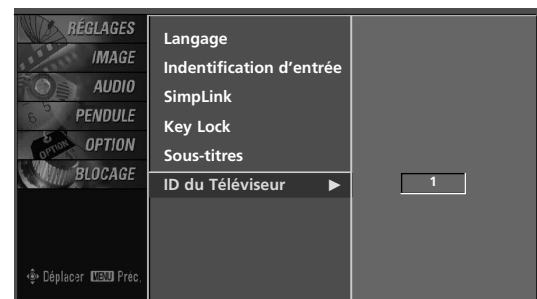 RÉGLAGES
IMAGE
AUDIO
PENDULE
OPTION
BLOCAGE
Déplacer MENU Préc.
Langage
Indentification d'entrée
SimpLink
Key Lock
Sous-titres
ID du Téléviseur ►
1